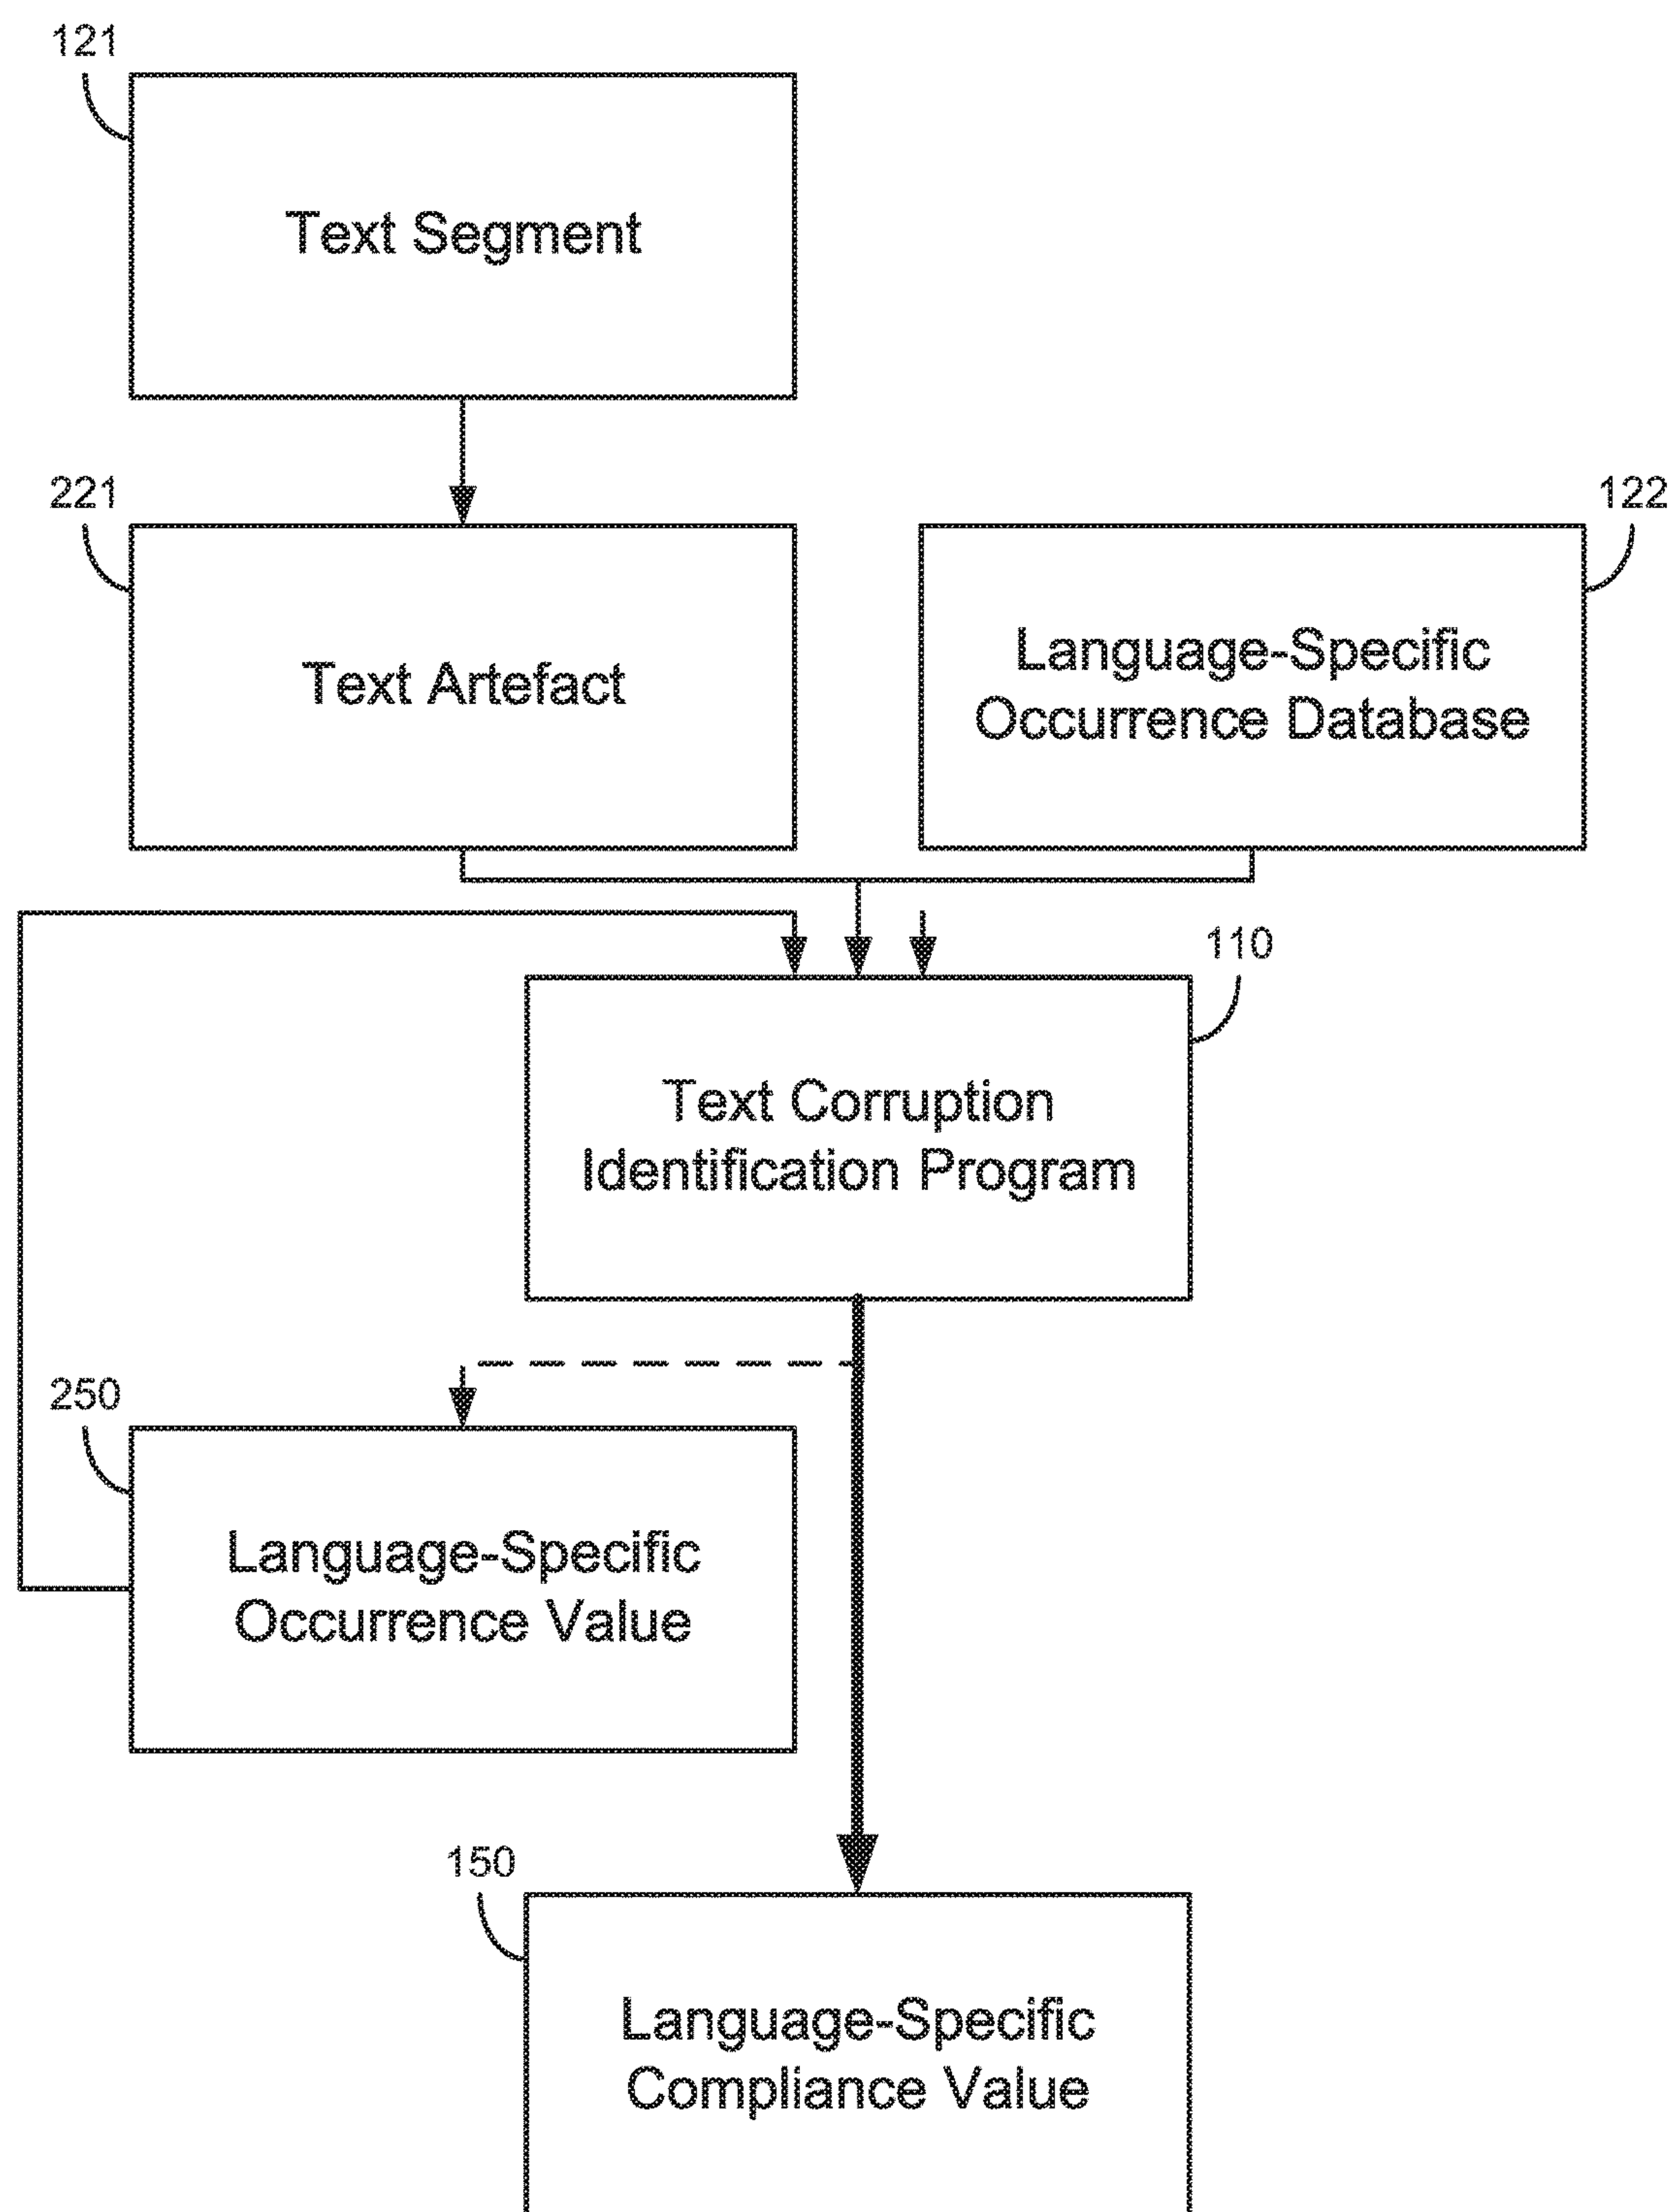 121
Text Segment
221
Text Artefact
122
Language-Specific
Occurrence Database
110
Text Corruption
Identification Program
250
Language-Specific
Occurrence Value
150
Language-Specific
Compliance Value